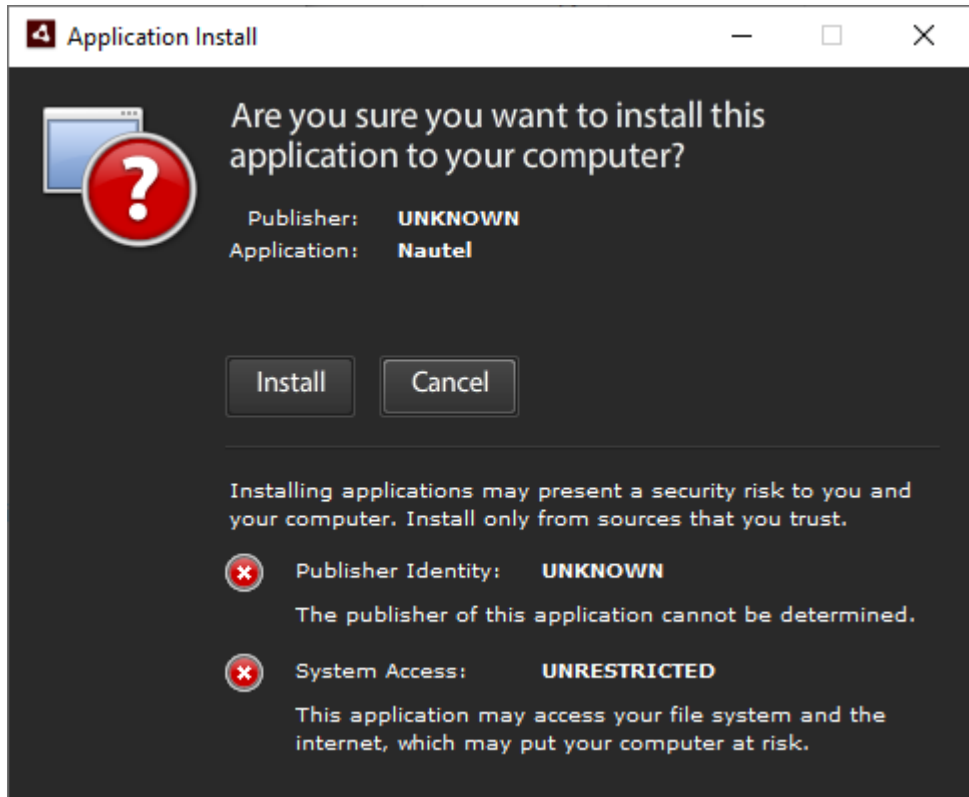 Application Install
Are you sure you want to install this
application to your computer?
Publisher: UNKNOWN
Application: Nautel
Install Cancel
Installing applications may present a security risk to you and
your computer. Install only from sources that you trust.
Publisher Identity: UNKNOWN
The publisher of this application cannot be determined.
System Access: UNRESTRICTED
This application may access your file system and the
internet, which may put your computer at risk.